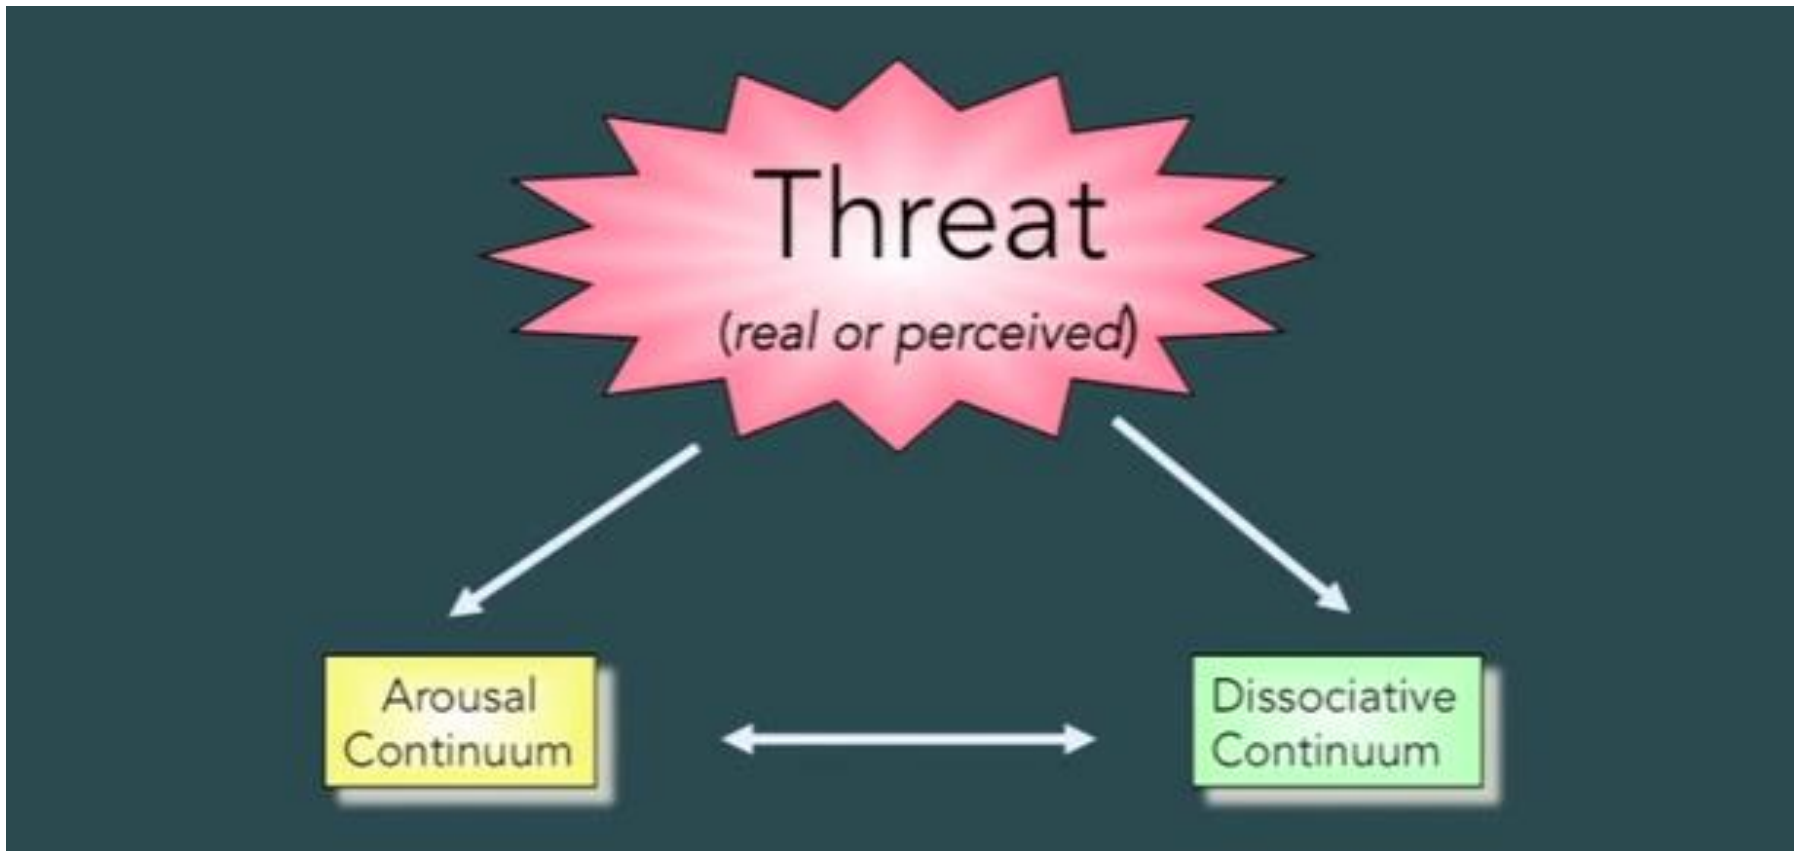 Threat
(real or perceived)
Arousal
Continuum
Dissociative
Continuum